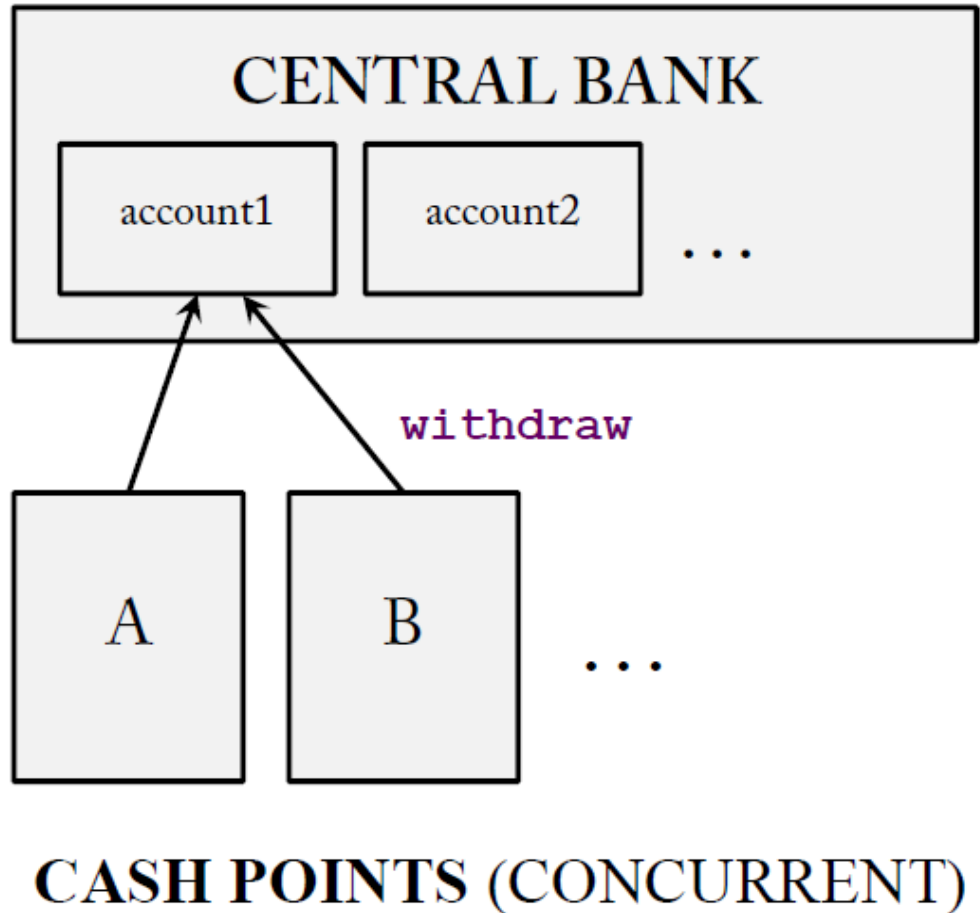 CENTRAL BANK
account1 account2 ...
withdraw
A B ...
CASH POINTS (CONCURRENT)